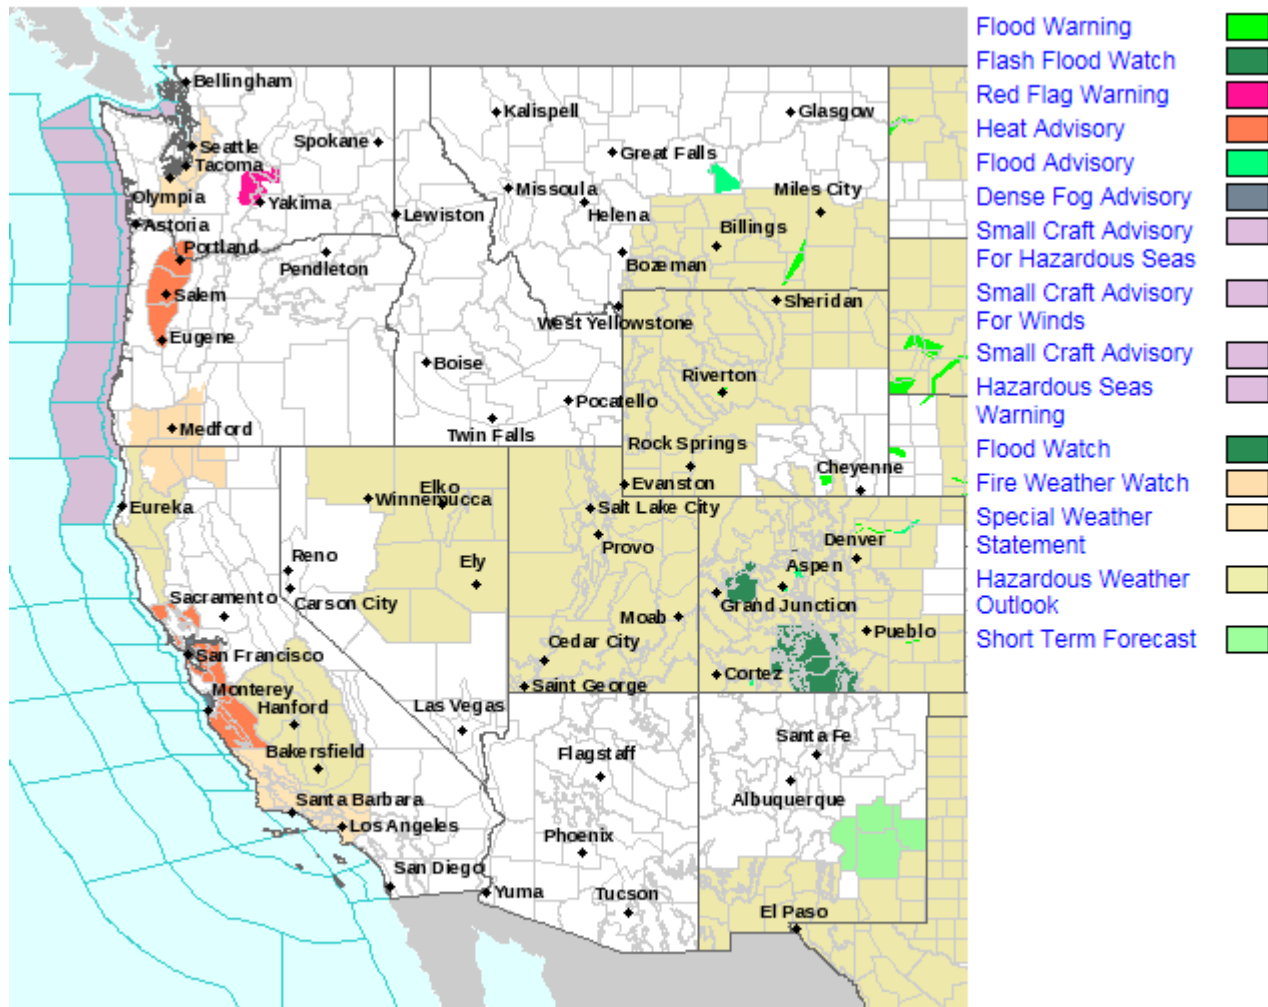 Bellingham
Seattle
Tacoma
Olympia
Spokane
Yakima
Astoria
Portland
Pendleton
Salem
Eugene
Medford
Kalispell
Glasgow
Great Falls
Missoula
Helena
Miles City
Lewiston
Billings
Bozeman
West Yellowstone
Sheridan
Boise
Riverton
Pocatello
Twin Falls
Rock Springs
Cheyenne
Evanston
Elko
Winnemucca
Eureka
Salt Lake City
Provo
Denver
Reno
Ely
Aspen
Carson City
Grand Junction
Sacramento
Moab
Pueblo
San Francisco
Cedar City
Cortez
Saint George
Monterey
Hanford
Las Vegas
Bakersfield
Flagstaff
Santa Fe
Albuquerque
Santa Barbara
Los Angeles
Phoenix
San Diego
Yuma
Tucson
El Paso
Flood Warning
Flash Flood Watch
Red Flag Warning
Heat Advisory
Flood Advisory
Dense Fog Advisory
Small Craft Advisory
For Hazardous Seas
Small Craft Advisory
For Winds
Small Craft Advisory
Hazardous Seas
Warning
Flood Watch
Fire Weather Watch
Special Weather
Statement
Hazardous Weather
Outlook
Short Term Forecast